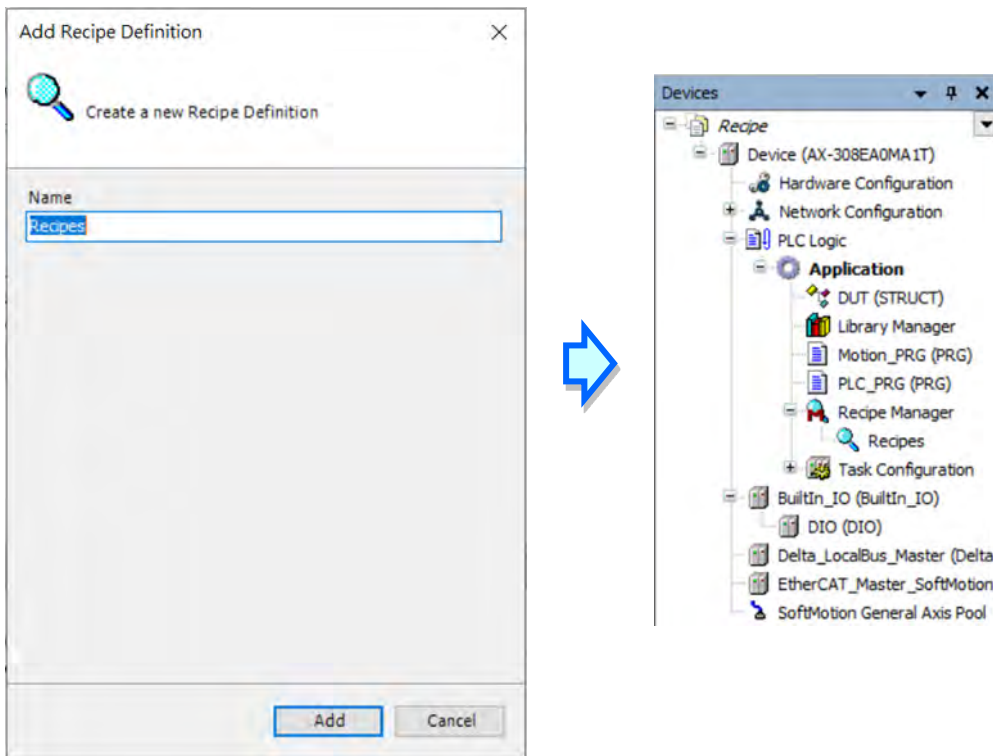 Add Recipe Definition
Create a new Recipe Definition
Name
Recipes
Add
Cancel
Devices
Recipe
Device (AX-308EA0MA1T)
Hardware Configuration
Network Configuration
PLC Logic
Application
DUT (STRUCT)
Library Manager
Motion_PRG (PRG)
PLC_PRG (PRG)
Recipe Manager
Recipes
Task Configuration
BuiltIn_IO (BuiltIn_IO)
DIO (DIO)
Delta_LocalBus_Master (Delta
EtherCAT_Master_SoftMotion
SoftMotion General Axis Pool